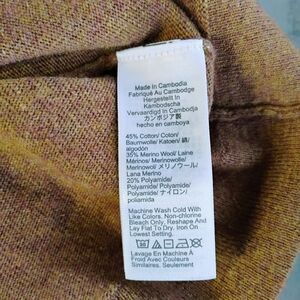 Made in Cambodia
Fabriqué Au Cambodge
Hergestellt In
Kambodscha
Vervaardigd In Cambodja
カンボジア製
hecho en camboya
45% Cotton/ Coton/
Baumwolle/ Katoen/ 綿/
algodón
35% Merino Wool/ Laine
Mérinos/ Merinowolle/
Merinowol/ メリノウール/
Lana Merino
20% Polyamide/
Polyamide/ Polyamid/
Polyamide/ ナイロン/
poliamida
Machine Wash Cold With
Like Colors. Non-chlorine
Bleach Only, Reshape And
Lay Flat To Dry. Iron On
Low, If Needed.
Lavage En Machine À
Froid Avec Couleurs
Similaires. Seulement